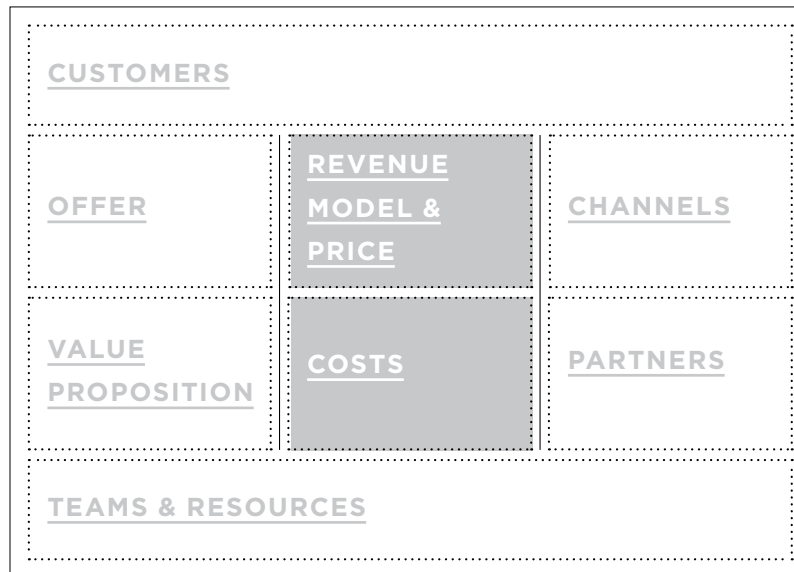 CUSTOMERS
OFFER
REVENUE
MODEL &
PRICE
CHANNELS
VALUE
PROPOSITION
COSTS
PARTNERS
TEAMS & RESOURCES